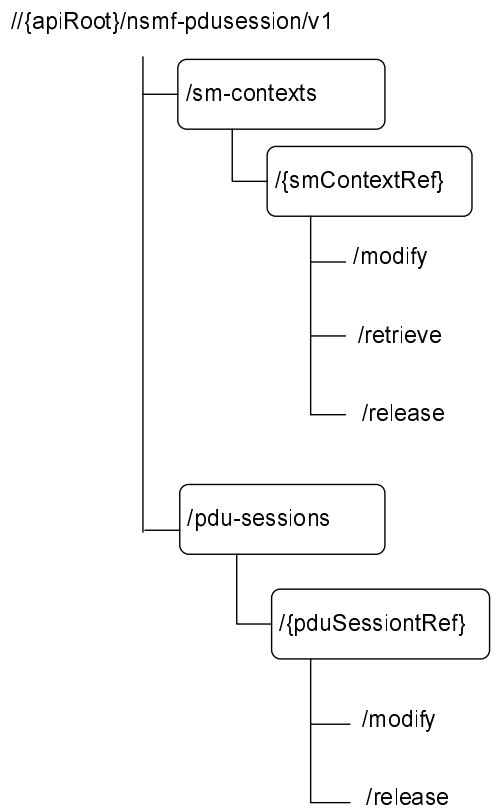 //{apiRoot}/nsmf-pdusession/v1
/sm-contexts
/{smContextRef}
/modify
/retrieve
/release
/pdu-sessions
/{pduSessiontRef}
/modify
/release